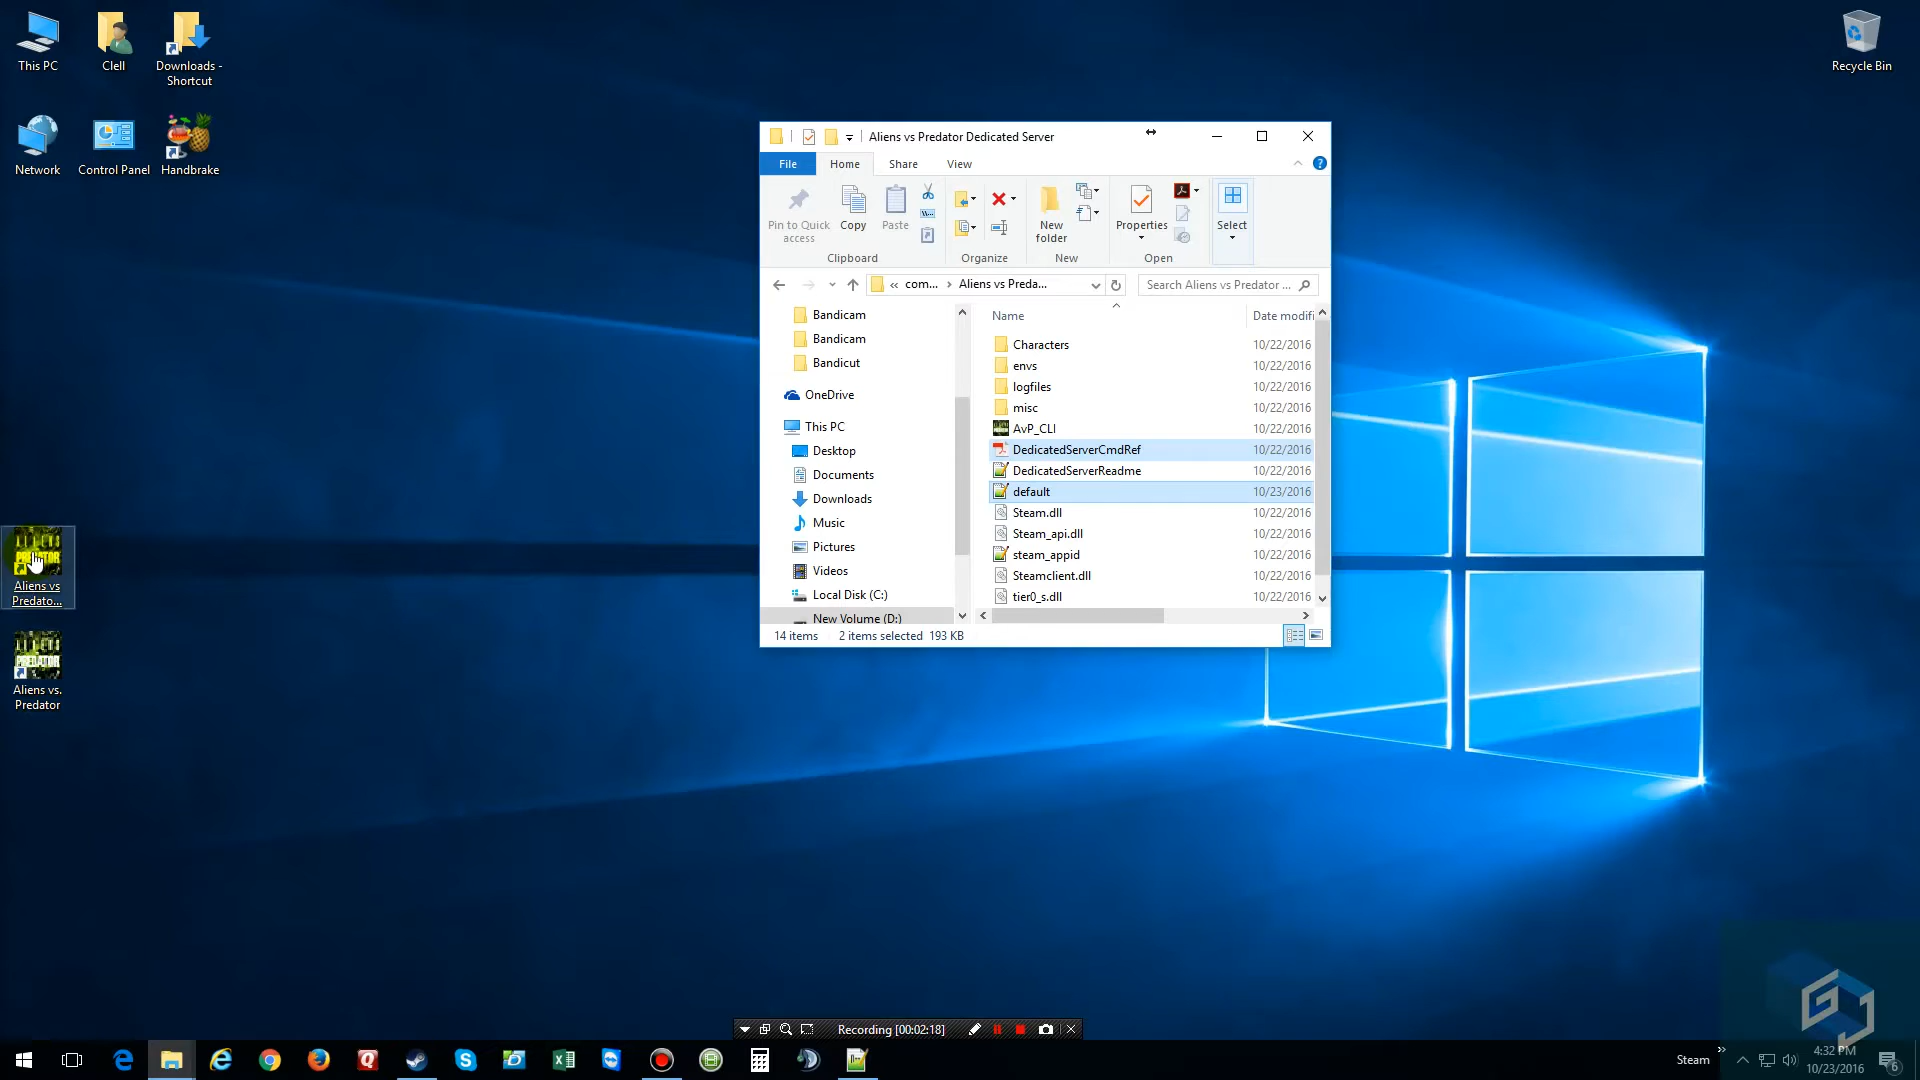 This PC
Clell
Downloads -
Shortcut
Network
Control Panel
Handbrake
Recycle Bin
Aliens vs
Predato...
Aliens vs.
Predator
Aliens vs Predator Dedicated Server
File
Home
Share
View
Pin to Quick
access
Copy
Paste
New
folder
Properties
Select
Clipboard
Organize
New
Open
« com... › Aliens vs Preda...
Search Aliens vs Predator ...
Bandicam
Bandicam
Bandicut
OneDrive
This PC
Desktop
Documents
Downloads
Music
Pictures
Videos
Local Disk (C:)
New Volume (D:)
Name
Date modifi
Characters 10/22/2016
envs 10/22/2016
logfiles 10/22/2016
misc 10/22/2016
AvP_CLI 10/22/2016
DedicatedServerCmdRef 10/22/2016
DedicatedServerReadme 10/22/2016
default 10/23/2016
Steam.dll 10/22/2016
Steam_api.dll 10/22/2016
steam_appid 10/22/2016
Steamclient.dll 10/22/2016
tier0_s.dll 10/22/2016
14 items 2 items selected 193 KB
Recording [00:02:18]
Steam
4:32 PM
10/23/2016
6